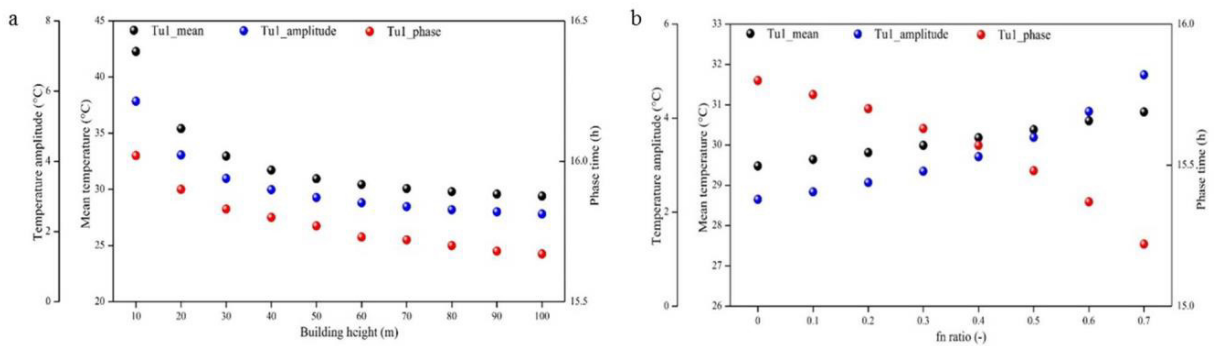 a
Tu1_mean Tu1_amplitude Tu1_phase
Temperature amplitude (°C)
8
6
4
2
0
Mean temperature (°C)
45
40
35
30
25
20
Phase time (h)
16.5
16.0
15.5
10 20 30 40 50 60 70 80 90 100
Building height (m)
b
Tu1_mean Tu1_amplitude Tu1_phase
Temperature amplitude (°C)
6
4
2
0
Mean temperature (°C)
33
32
31
30
29
28
27
26
Phase time (h)
16.0
15.5
15.0
0 0.1 0.2 0.3 0.4 0.5 0.6 0.7
fn ratio (-)